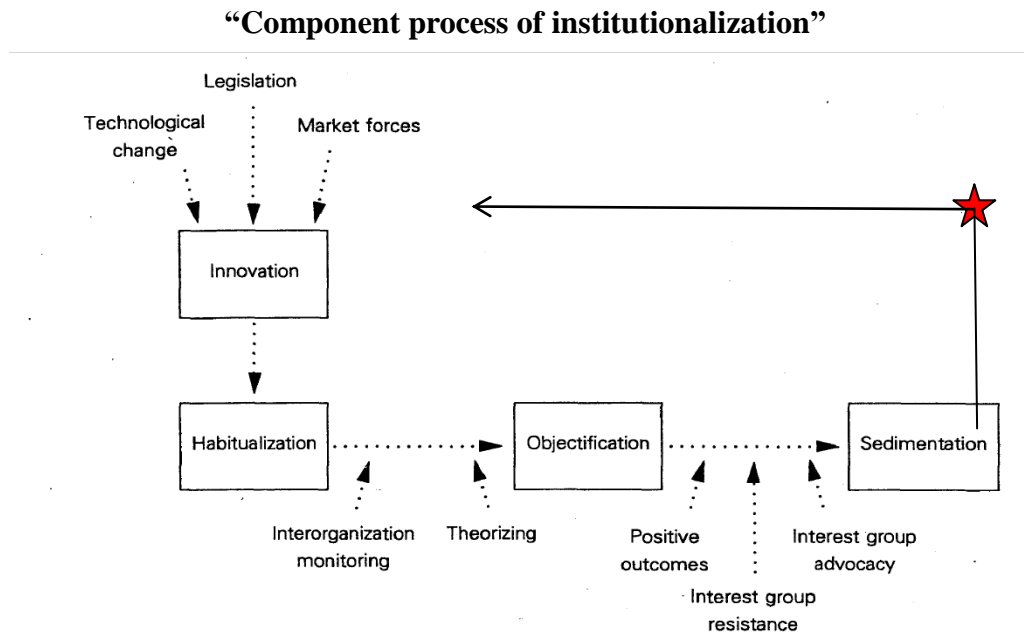 “Component process of institutionalization”
Legislation
Technological
change
Market forces
Innovation
Habitualization
Objectification
Sedimentation
Interorganization
monitoring
Theorizing
Positive
outcomes
Interest group
advocacy
Interest group
resistance